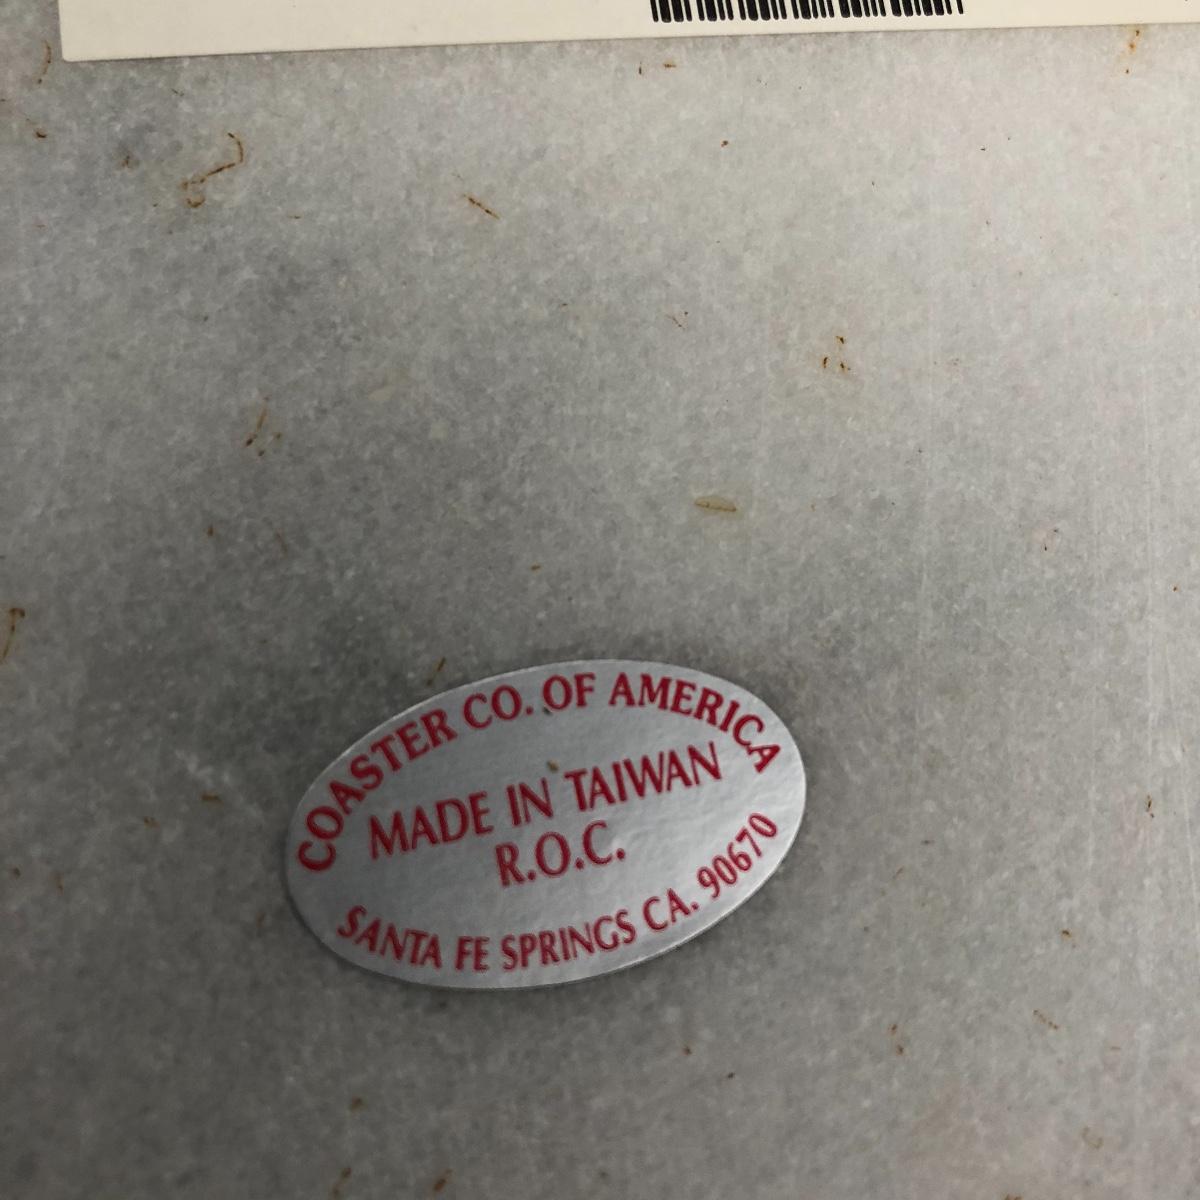 COASTER CO. OF AMERICA
MADE IN TAIWAN
R.O.C.
SANTA FE SPRINGS CA. 90670